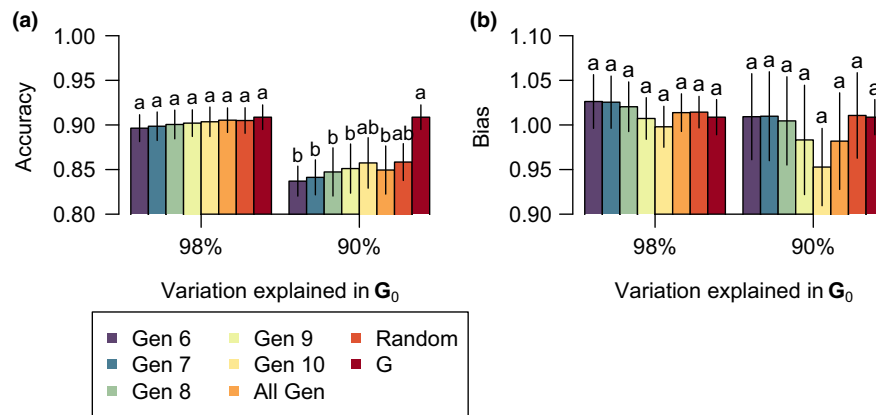 (a)
Accuracy
1.00
0.95
0.90
0.85
0.80
a a a a a a a a
b b b b ab b ab a
98% 90%
Variation explained in G0
(b)
Bias
1.10
1.05
1.00
0.95
0.90
a a a a a a a a
a a a a a a a a
98% 90%
Variation explained in G0
Gen 6 Gen 9 Random
Gen 7 Gen 10 G
Gen 8 All Gen